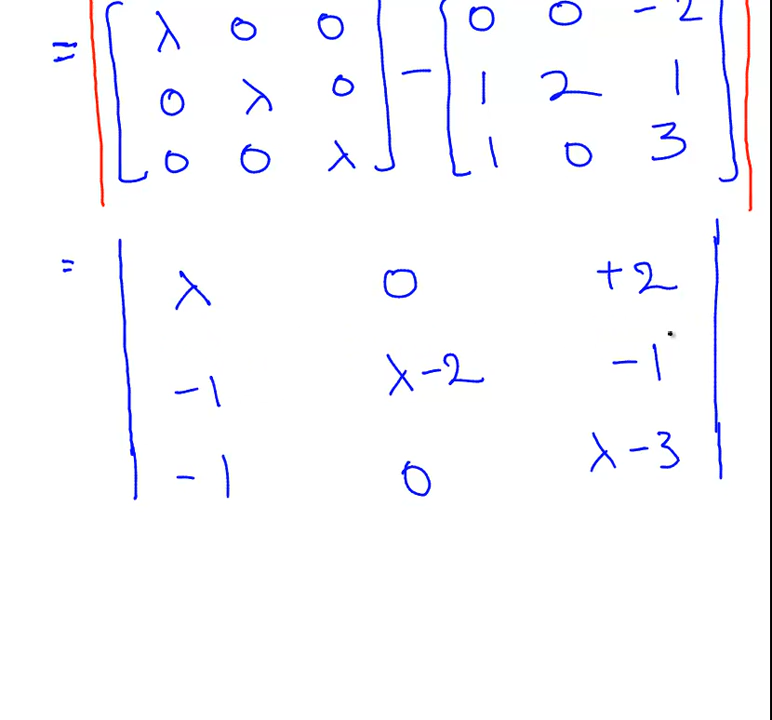 = | [ λ 0 0 ] − [ 0 0 −2 ] |
0 λ 0 1 2 1
0 0 λ 1 0 3
= | λ 0 +2 |
−1 λ−2 −1
−1 0 λ−3